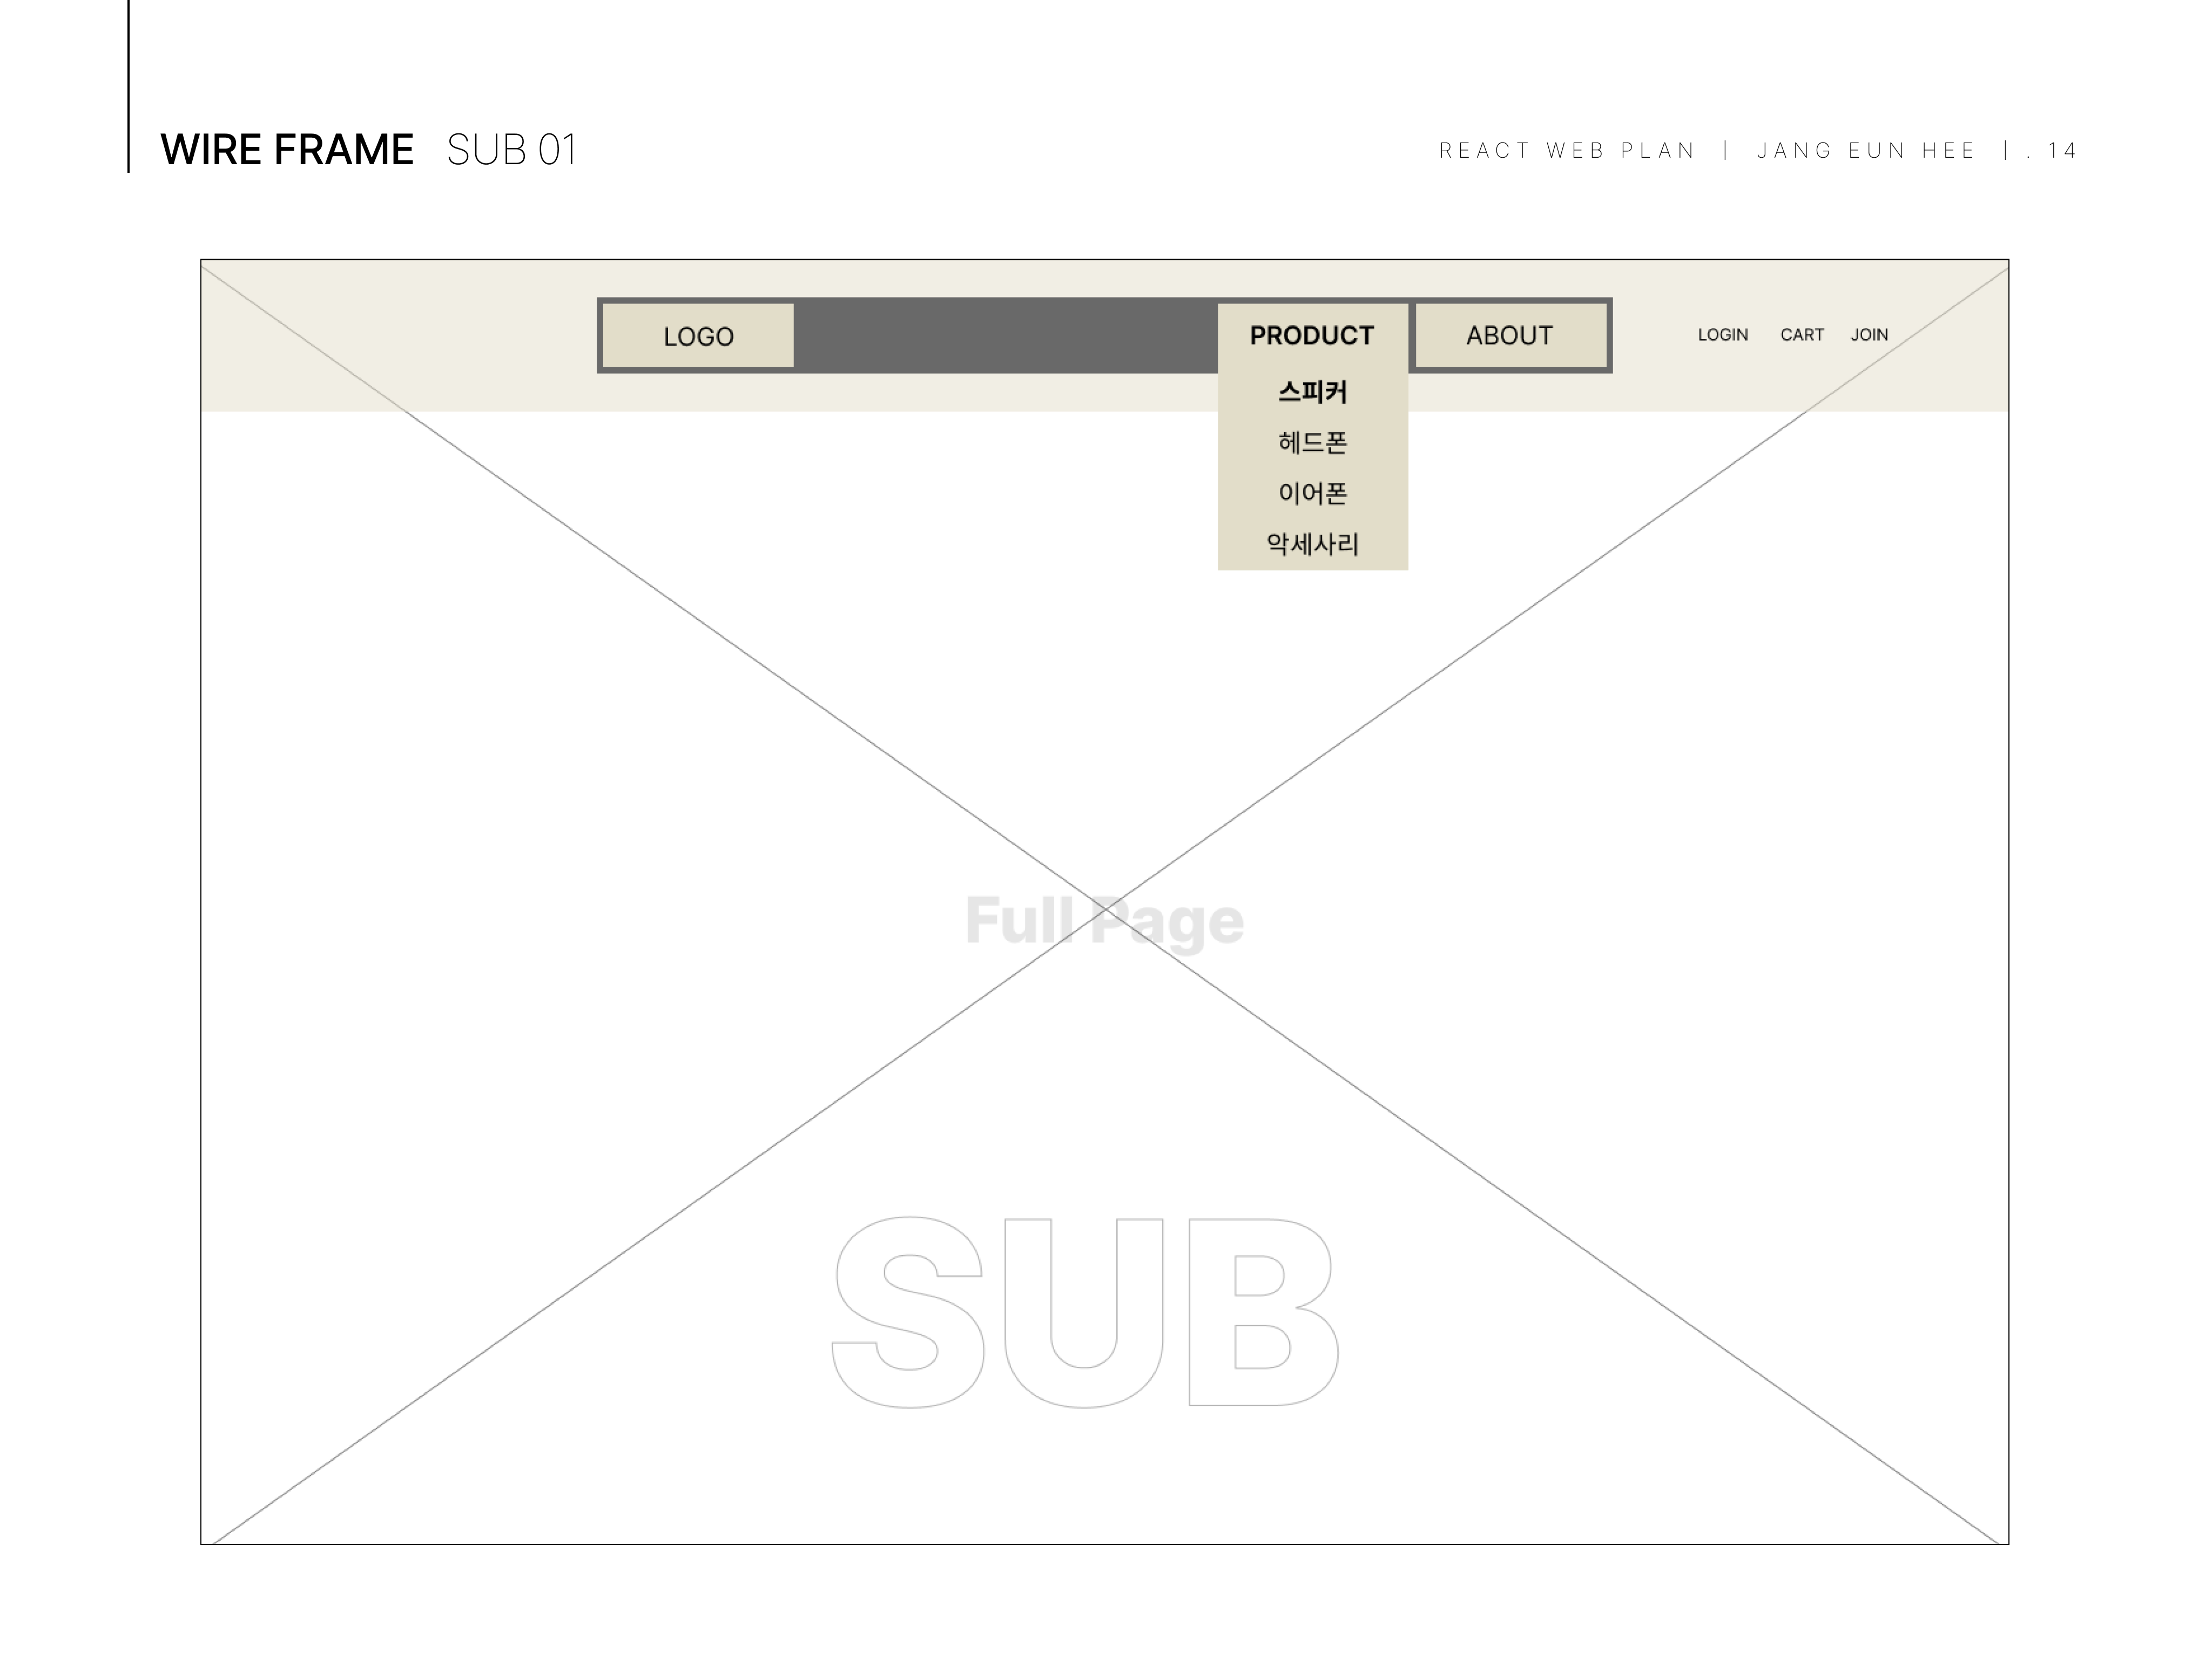 WIRE FRAME SUB 01
REACT WEB PLAN | JANG EUN HEE | . 14
LOGO PRODUCT ABOUT LOGIN CART JOIN
스피커
헤드폰
이어폰
악세사리
Full Page
SUB